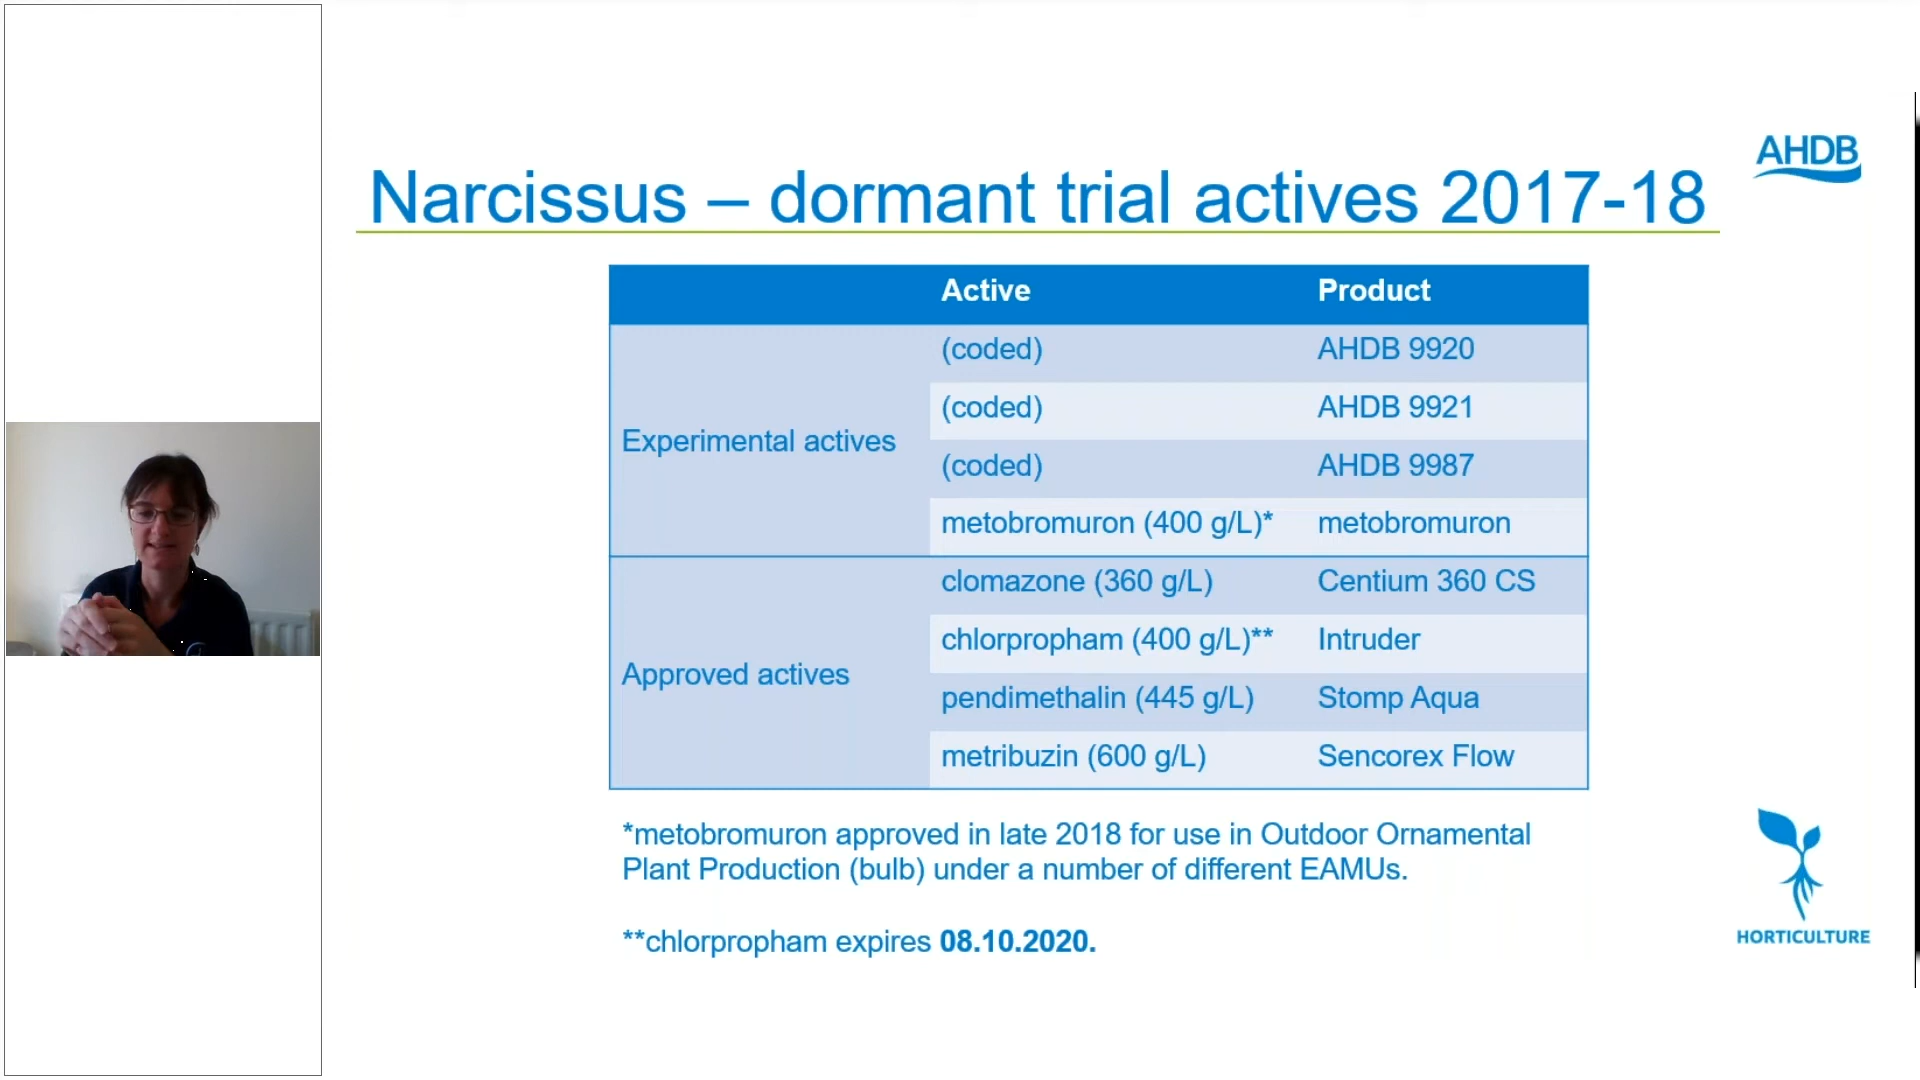 AHDB
Narcissus – dormant trial actives 2017-18
Active Product
Experimental actives
(coded) AHDB 9920
(coded) AHDB 9921
(coded) AHDB 9987
metobromuron (400 g/L)* metobromuron
Approved actives
clomazone (360 g/L) Centium 360 CS
chlorpropham (400 g/L)** Intruder
pendimethalin (445 g/L) Stomp Aqua
metribuzin (600 g/L) Sencorex Flow
*metobromuron approved in late 2018 for use in Outdoor Ornamental
Plant Production (bulb) under a number of different EAMUs.
**chlorpropham expires 08.10.2020.
HORTICULTURE